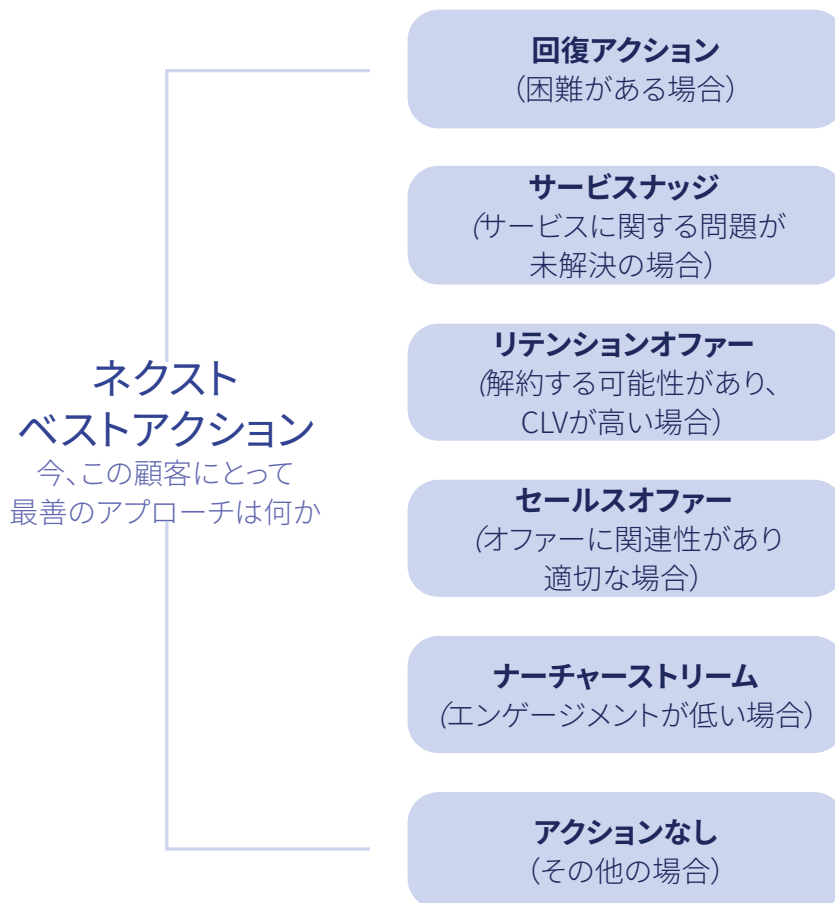 回復アクション
（困難がある場合）
サービスナッジ
(サービスに関する問題が
未解決の場合）
リテンションオファー
(解約する可能性があり、
CLVが高い場合）
ネクスト
ベストアクション
今、この顧客にとって
最善のアプローチは何か
セールスオファー
(オファーに関連性があり
適切な場合）
ナーチャーストリーム
(エンゲージメントが低い場合）
アクションなし
（その他の場合）